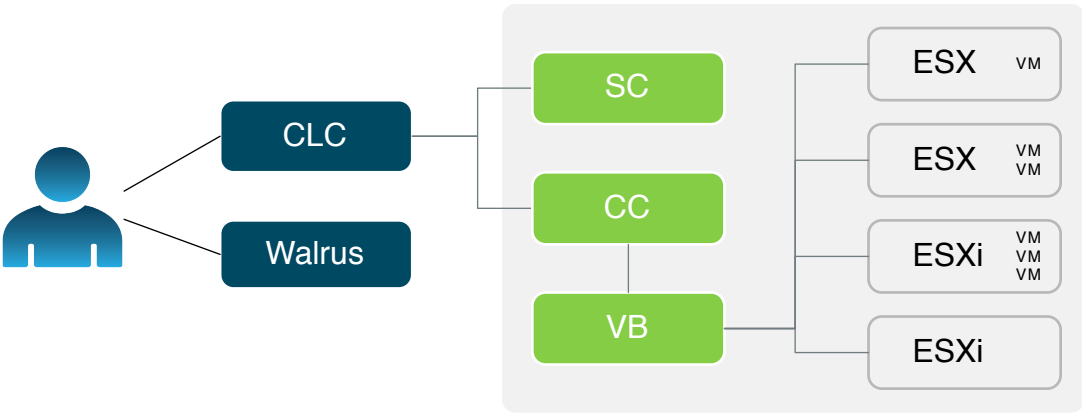 CLC
Walrus
SC
CC
VB
ESX VM
ESX VM
VM
ESXi VM
VM
VM
ESXi